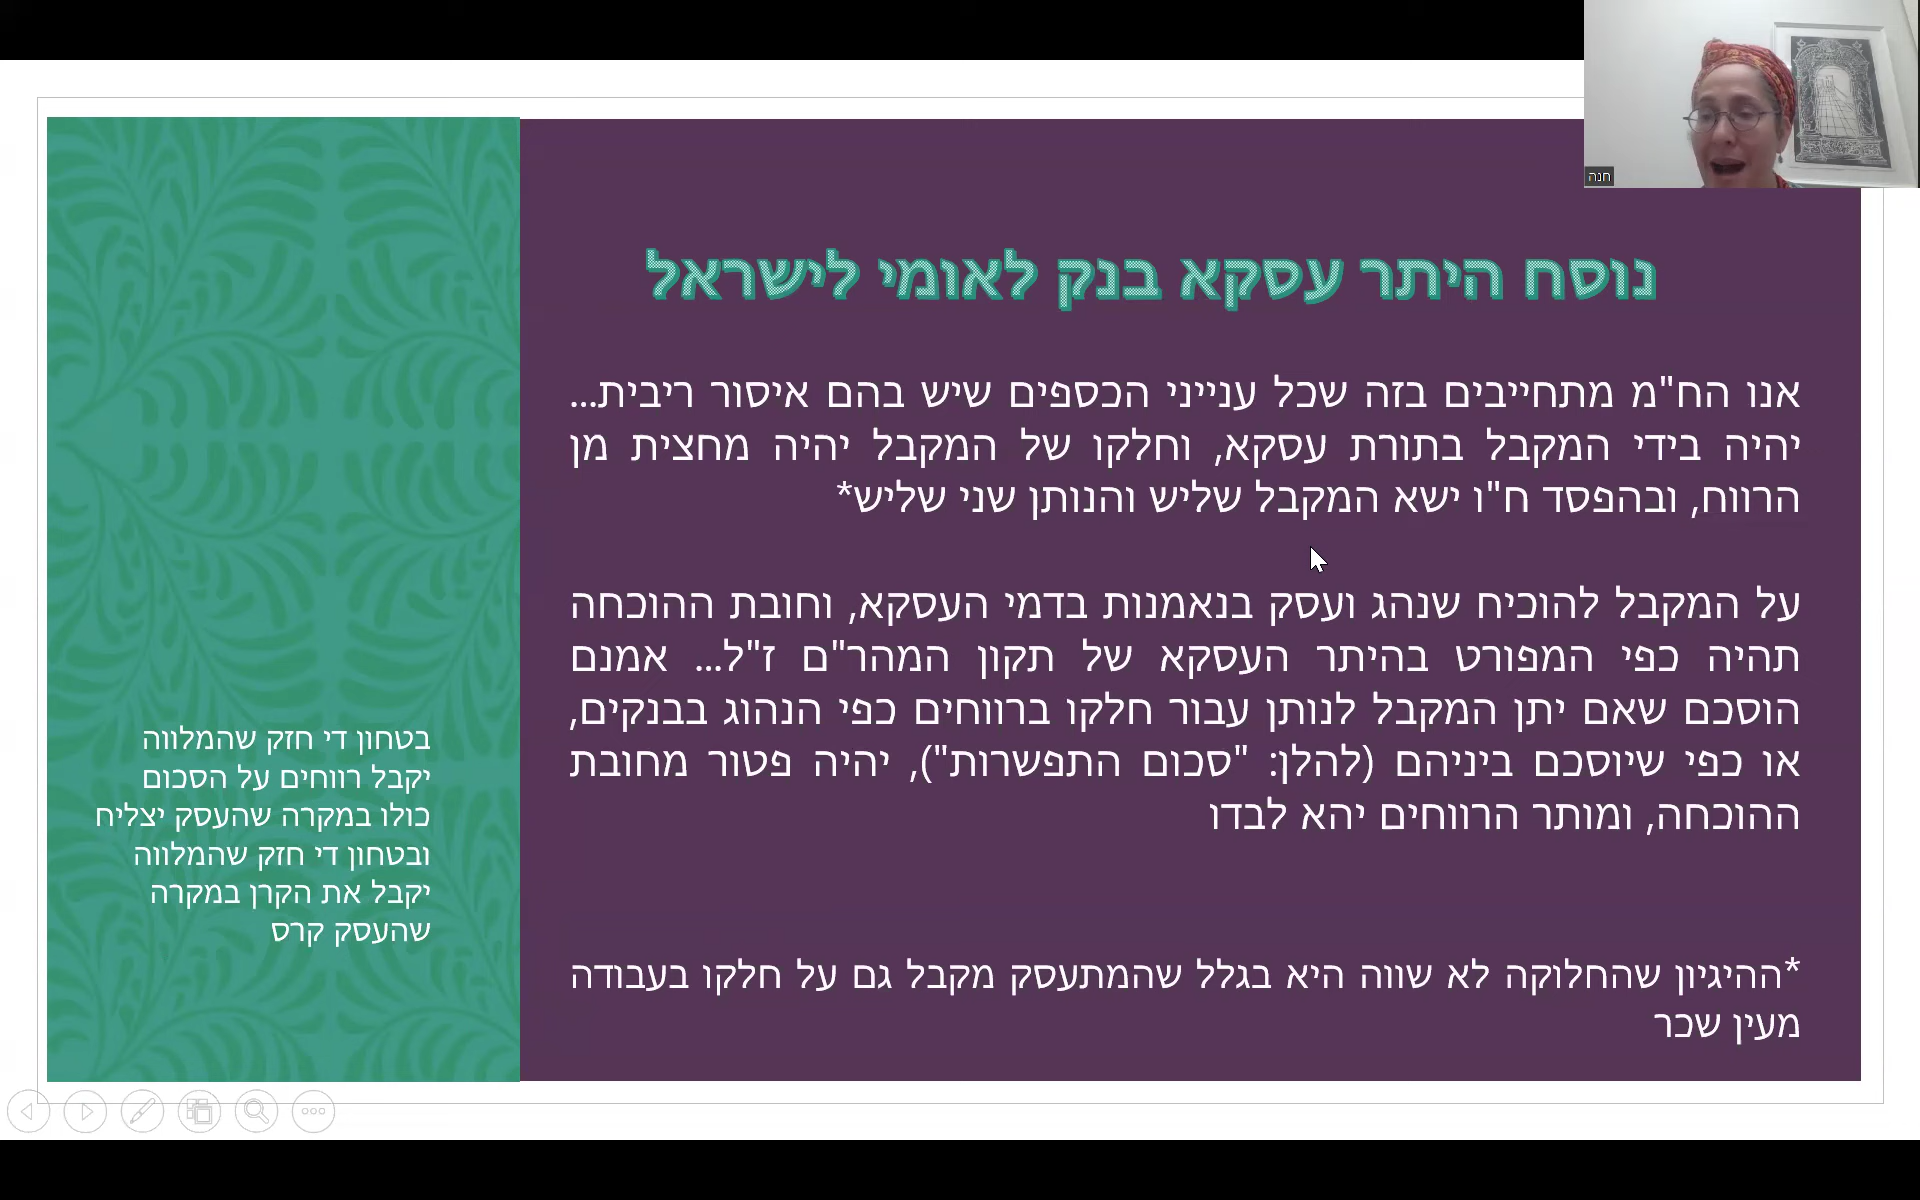 חנה
נוסח היתר עסקא בנק לאומי לישראל
אנו הח"מ מתחייבים בזה שכל ענייני הכספים שיש בהם איסור ריבית...
יהיה בידי המקבל בתורת עסקא, וחלקו של המקבל יהיה מחצית מן
הרווח, ובהפסד ח"ו ישא המקבל שליש והנותן שני שליש*
על המקבל להוכיח שנהג ועסק בנאמנות בדמי העסקא, וחובת ההוכחה
תהיה כפי המפורט בהיתר העסקא של תקון המהר"ם ז"ל... אמנם
הוסכם שאם יתן המקבל לנותן עבור חלקו ברווחים כפי הנהוג בבנקים,
או כפי שיוסכם ביניהם (להלן: "סכום התפשרות"), יהיה פטור מחובת
ההוכחה, ומותר הרווחים יהא לבדו
*ההיגיון שהחלוקה לא שווה היא בגלל שהמתעסק מקבל גם על חלקו בעבודה
מעין שכר
בטחון די חזק שהמלווה
יקבל רווחים על הסכום
כולו במקרה שהעסק יצליח
ובטחון די חזק שהמלווה
יקבל את הקרן במקרה
שהעסק קרס